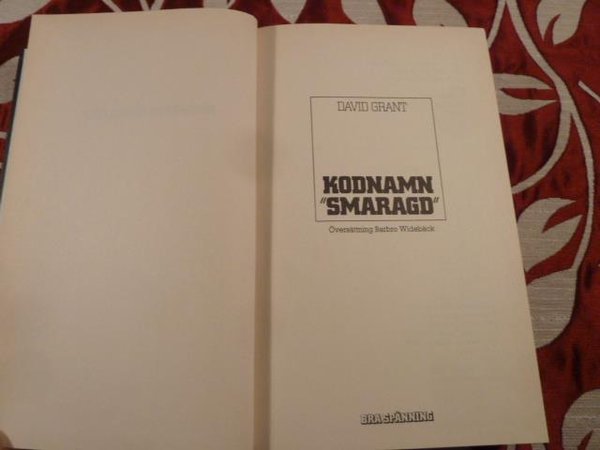 DAVID GRANT
KODNAMN
"SMARAGD"
Översättning Barbro Widebäck
BRA SPÄNNING